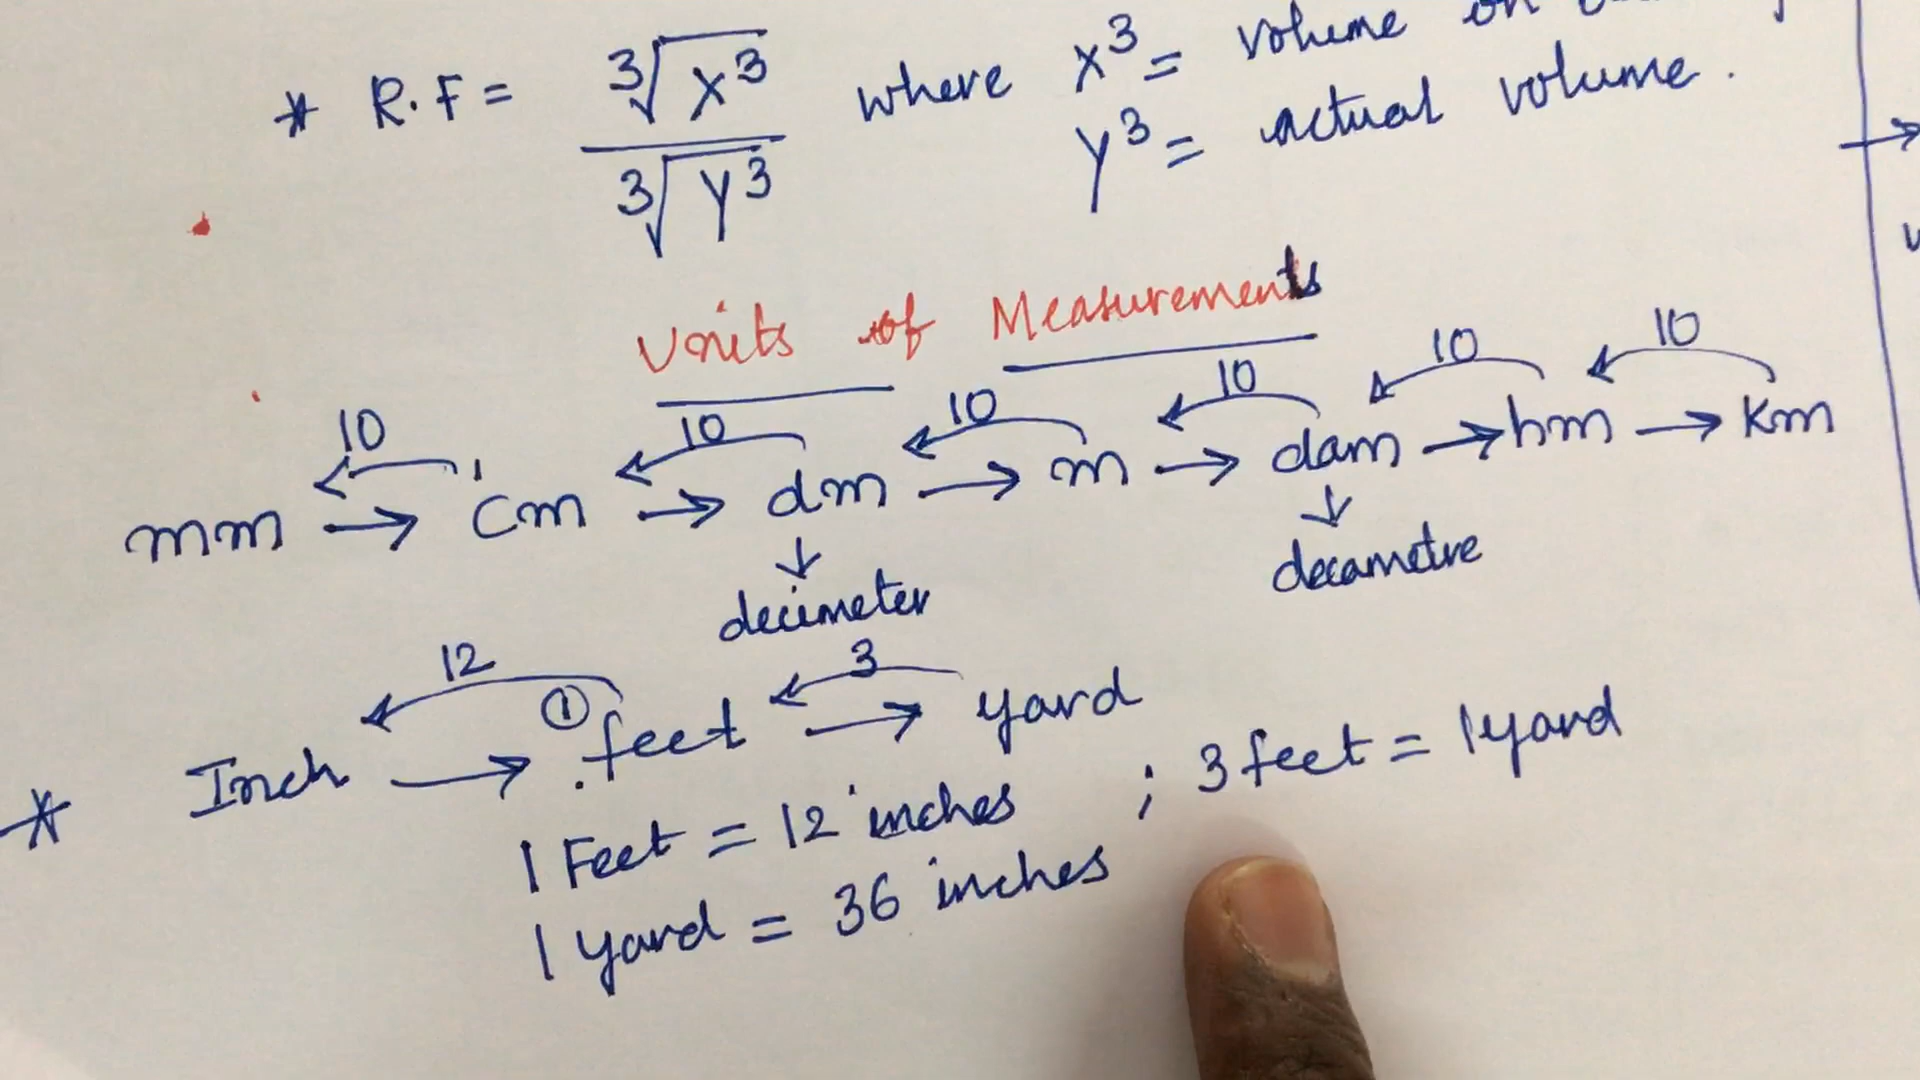 * R.F = ∛x³ / ∛y³ where x³ = volume on
y³ = actual volume.
Units of Measurements
10 10 10 10 10 10
mm → cm → dm → m → dam → hm → km
decimeter decametre
12 3
* Inch → ① feet → yard
1 Feet = 12 inches ; 3 feet = 1 yard
1 yard = 36 inches